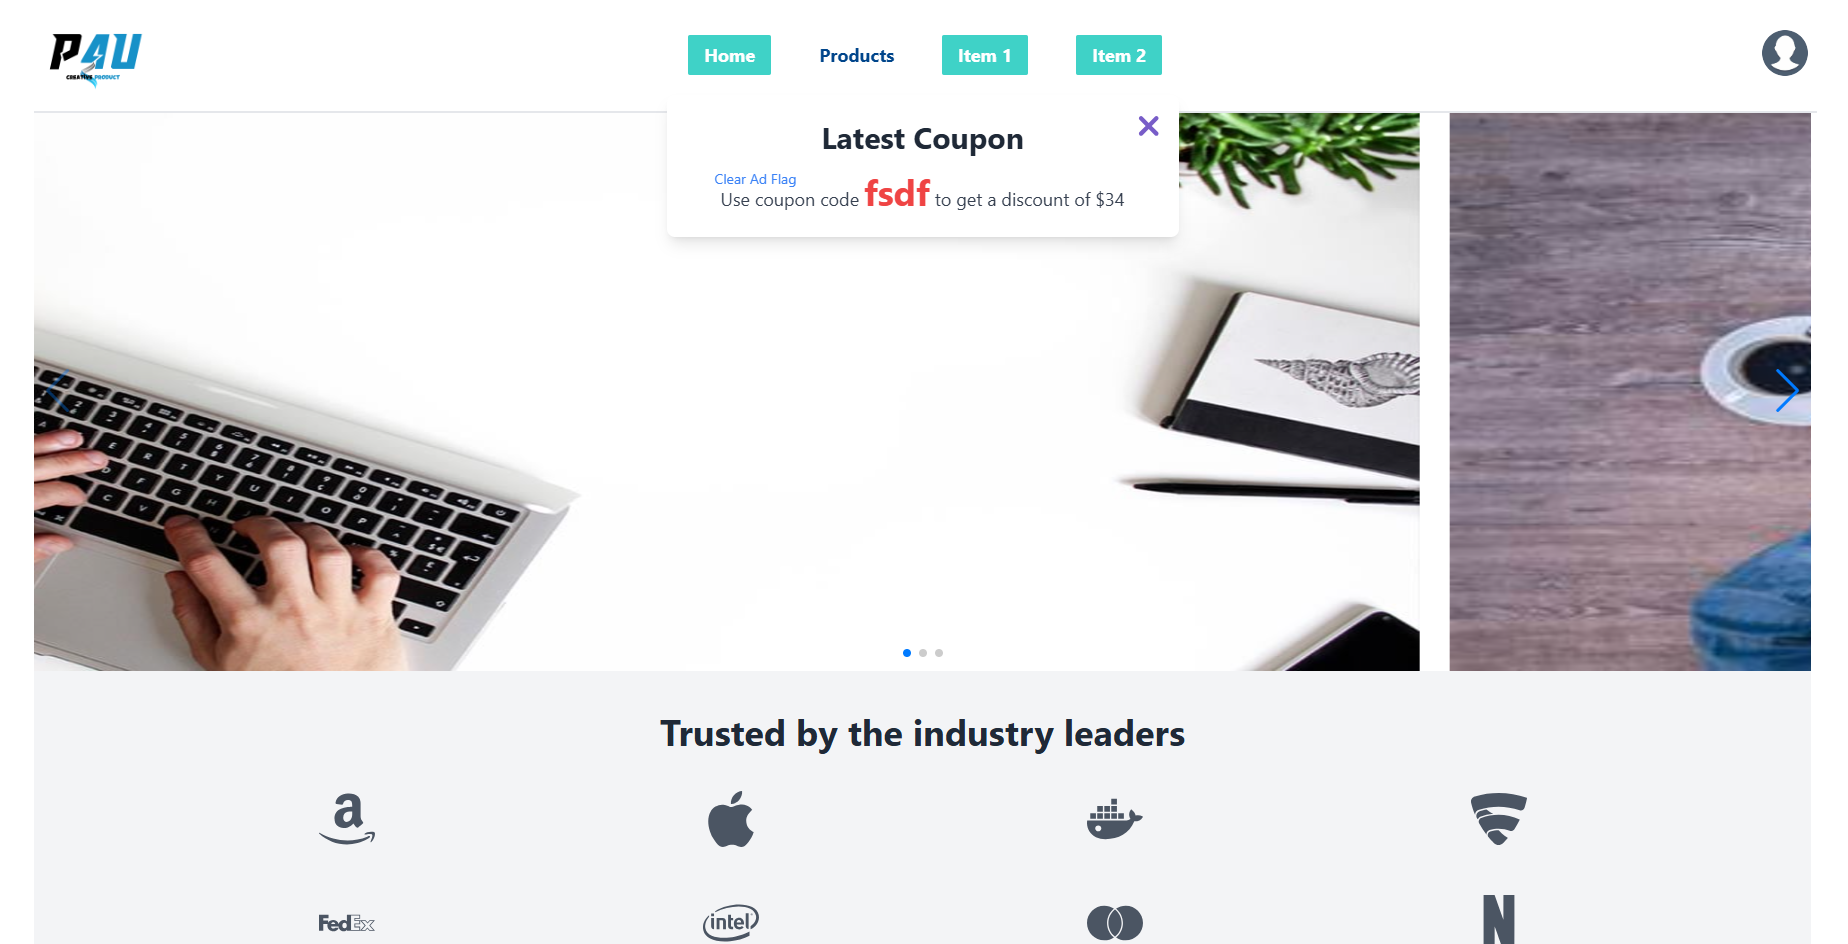 P4U
CREATIVE PRODUCT
Home
Products
Item 1
Item 2
Latest Coupon
Clear Ad Flag
Use coupon code fsdf to get a discount of $34
Trusted by the industry leaders
a
FedEx
intel
N